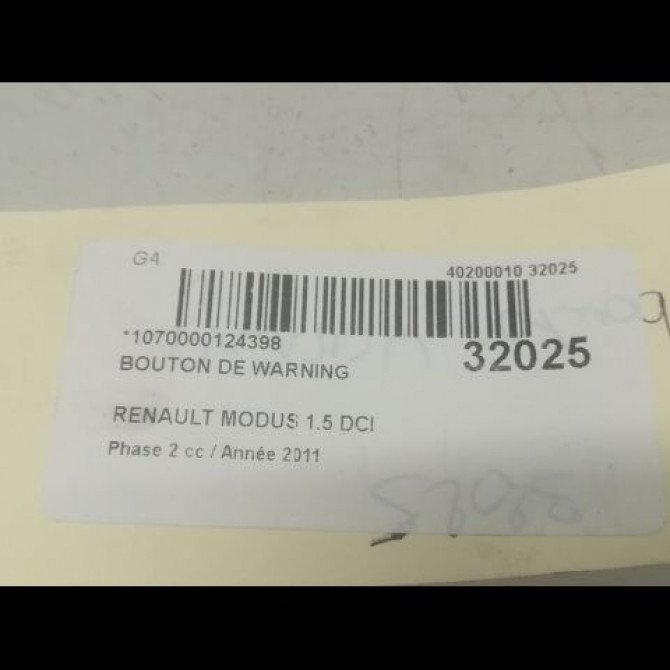 G4
40200010 32025
*1070000124398
32025
BOUTON DE WARNING
RENAULT MODUS 1.5 DCI
Phase 2 cc / Année 2011